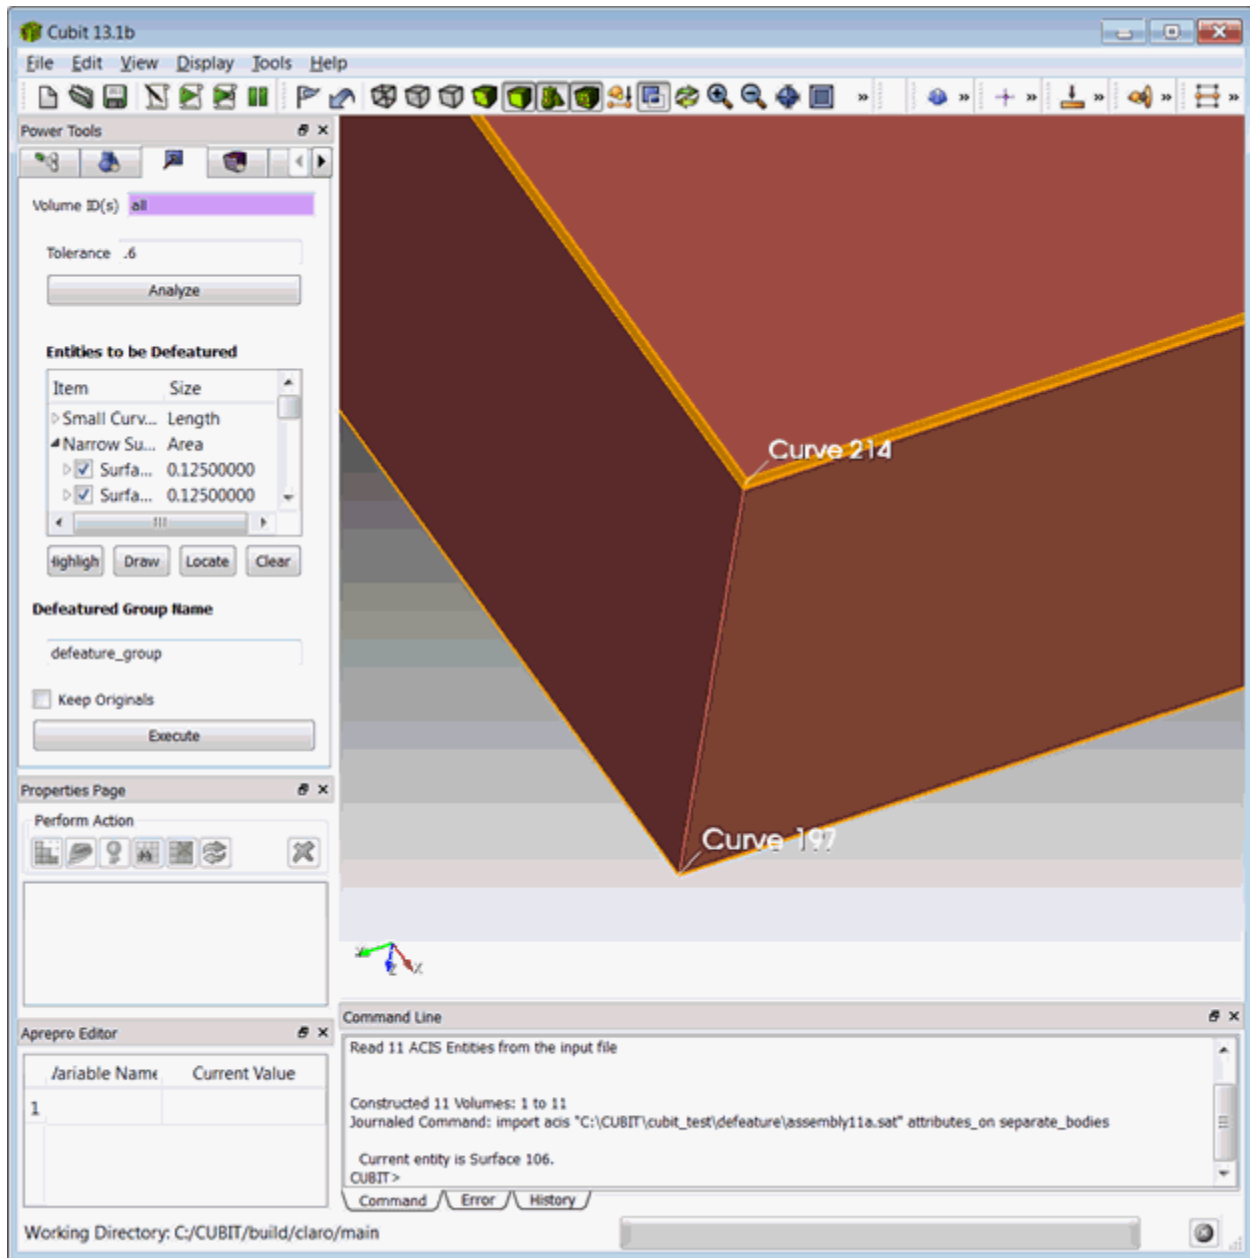 Cubit 13.1b
File Edit View Display Tools Help
Power Tools
Volume ID(s) all
Tolerance .6
Analyze
Entities to be Defeatured
Item Size
Small Curv... Length
Narrow Su... Area
Surfa... 0.12500000
Surfa... 0.12500000
Highligh Draw Locate Clear
Defeatured Group Name
defeature_group
Keep Originals
Execute
Properties Page
Perform Action
Aprepro Editor
Variable Name Current Value
1
Curve 214
Curve 197
Z X
Command Line
Read 11 ACIS Entities from the input file
Constructed 11 Volumes: 1 to 11
Journaled Command: import acis "C:\CUBIT\cubit_test\defeature\assembly11a.sat" attributes_on separate_bodies
Current entity is Surface 106.
CUBIT>
Command Error History
Working Directory: C:/CUBIT/build/claro/main